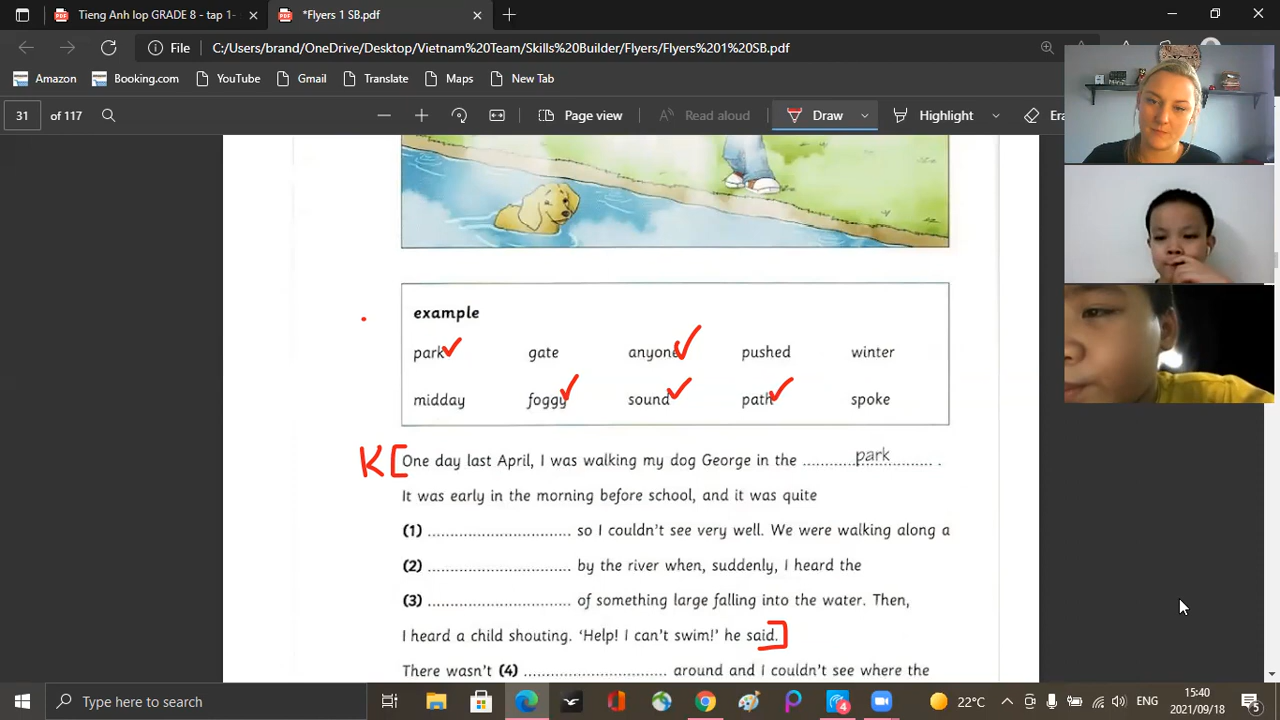 Tieng Anh lop GRADE 8 - tap 1-
*Flyers 1 SB.pdf
File
C:/Users/brand/OneDrive/Desktop/Vietnam%20Team/Skills%20Builder/Flyers/Flyers%201%20SB.pdf
Amazon
Booking.com
YouTube
Gmail
Translate
Maps
New Tab
31 of 117
Page view
Read aloud
Draw
Highlight
example
park gate anyone pushed winter
midday foggy sound path spoke
K [ One day last April, I was walking my dog George in the park .
It was early in the morning before school, and it was quite
(1) ................................ so I couldn't see very well. We were walking along a
(2) ................................ by the river when, suddenly, I heard the
(3) ................................ of something large falling into the water. Then,
I heard a child shouting. 'Help! I can't swim!' he said. ]
There wasn't (4) ................................ around and I couldn't see where the
Type here to search
4
22°C
ENG
15:40
2021/09/18
5